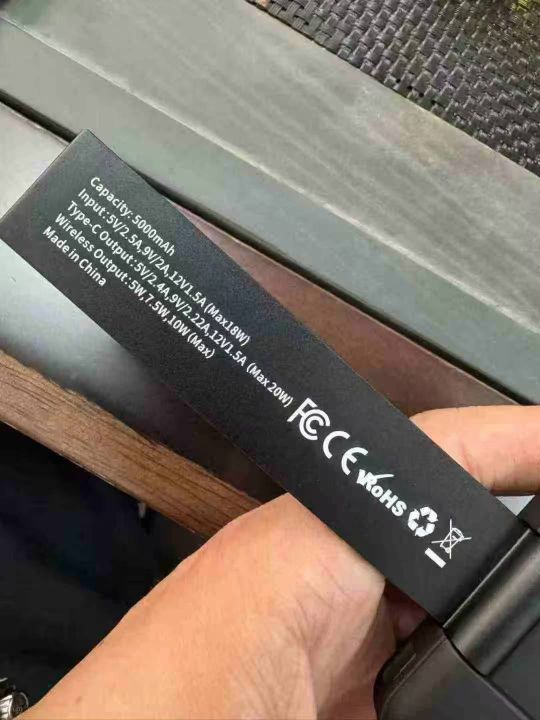 Capacity: 5000mAh
Input:5V/2.5A,9V/2A,12V1.5A(Max18W)
Type-C Output:5V/2.4A,9V/2.22A,12V1.5A (Max 20W)
Wireless Output:5W,7.5W,10W(Max)
Made in China
FC CE RoHS